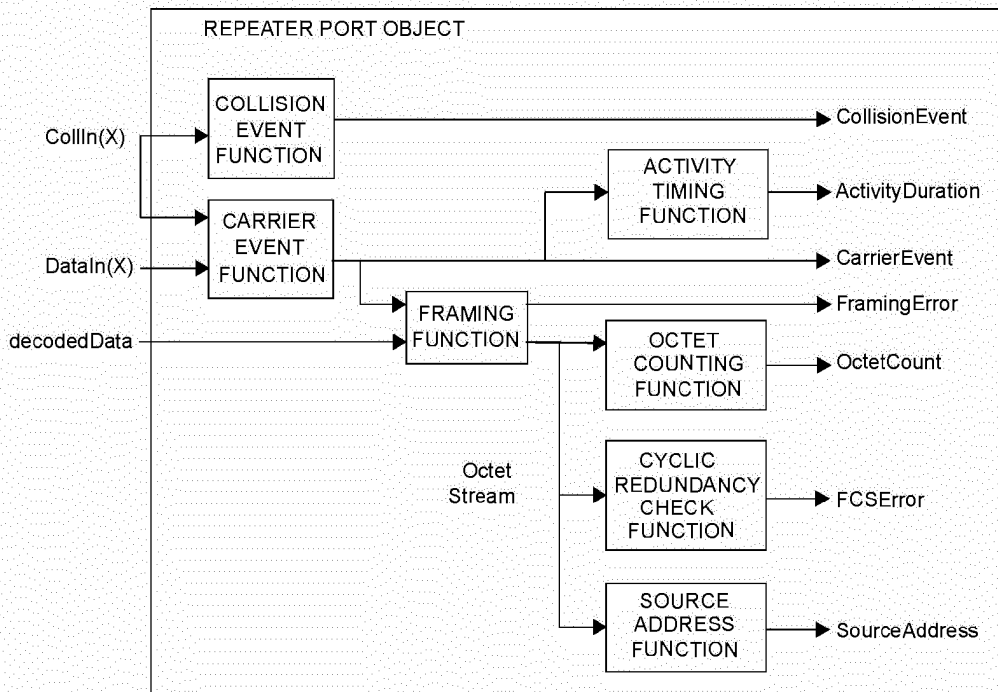 REPEATER PORT OBJECT
COLLISION
EVENT
FUNCTION
CollIn(X)
CollisionEvent
ACTIVITY
TIMING
FUNCTION
ActivityDuration
CARRIER
EVENT
FUNCTION
DataIn(X)
CarrierEvent
FRAMING
FUNCTION
FramingError
decodedData
OCTET
COUNTING
FUNCTION
OctetCount
Octet
Stream
CYCLIC
REDUNDANCY
CHECK
FUNCTION
FCSError
SOURCE
ADDRESS
FUNCTION
SourceAddress